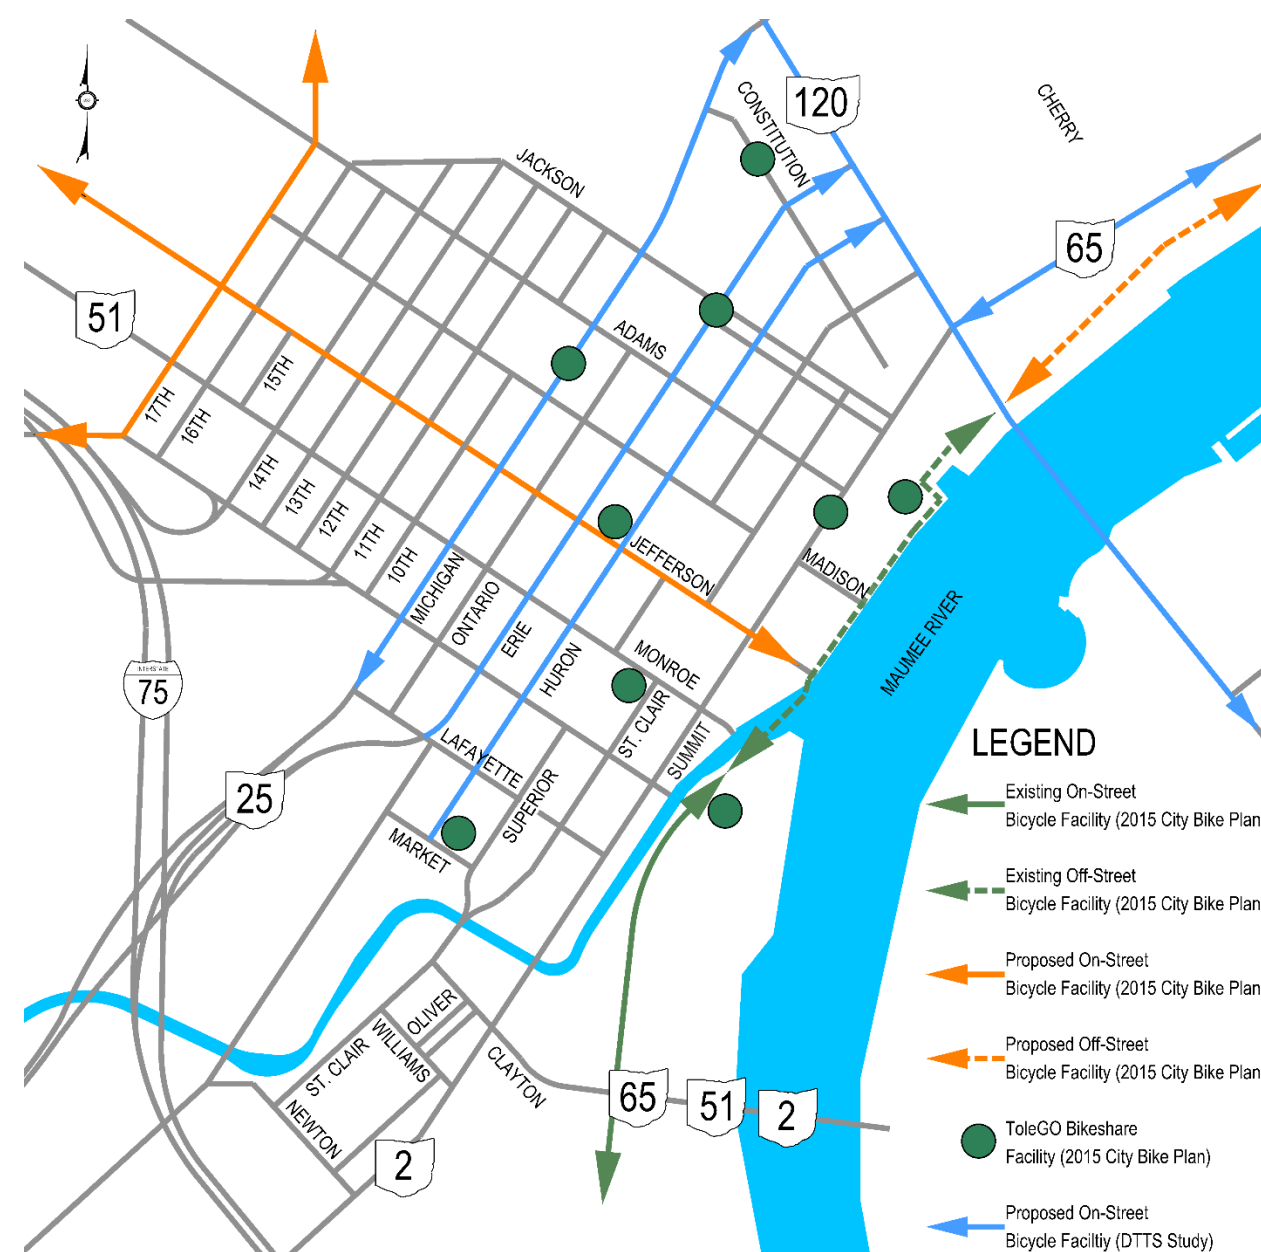 120
CONSTITUTION
CHERRY
JACKSON
65
51
ADAMS
15TH
17TH
16TH
14TH
13TH
12TH
11TH
10TH
MICHIGAN
ONTARIO
ERIE
HURON
JEFFERSON
MADISON
MAUMEE RIVER
MONROE
ST. CLAIR
SUMMIT
INTERSTATE
75
25
LAFAYETTE
SUPERIOR
MARKET
OLIVER
WILLIAMS
ST. CLAIR
NEWTON
CLAYTON
65
51
2
2
LEGEND
Existing On-Street
Bicycle Facility (2015 City Bike Plan
Existing Off-Street
Bicycle Facility (2015 City Bike Plan
Proposed On-Street
Bicycle Facility (2015 City Bike Plan
Proposed Off-Street
Bicycle Facility (2015 City Bike Plan
ToleGO Bikeshare
Facility (2015 City Bike Plan)
Proposed On-Street
Bicycle Faciltiy (DTTS Study)